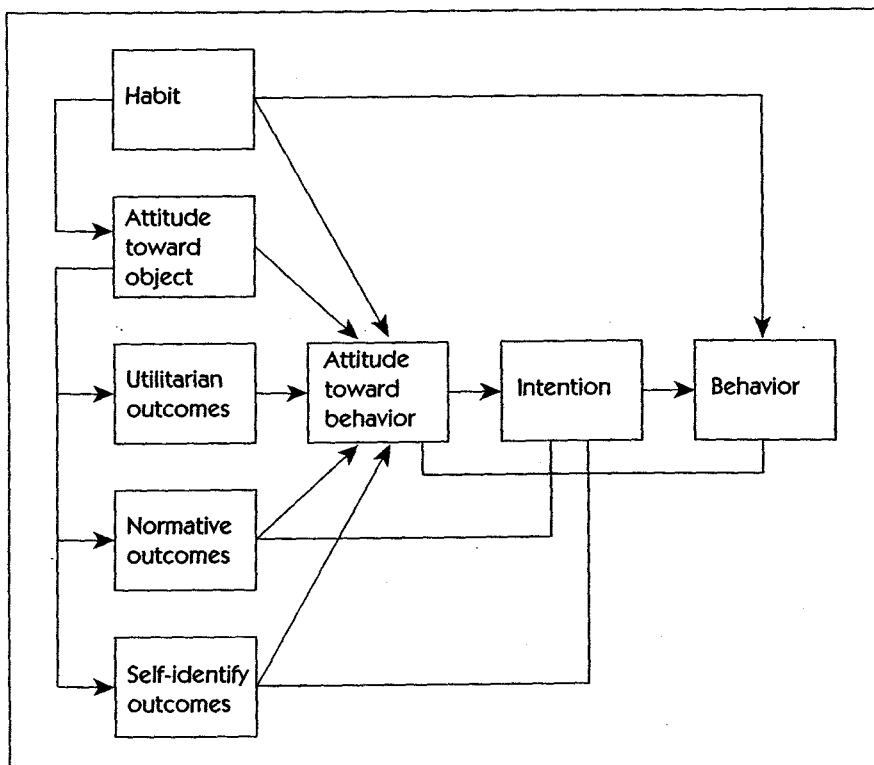 Habit
Attitude
toward
object
Utilitarian
outcomes
Attitude
toward
behavior
Intention
Behavior
Normative
outcomes
Self-identify
outcomes